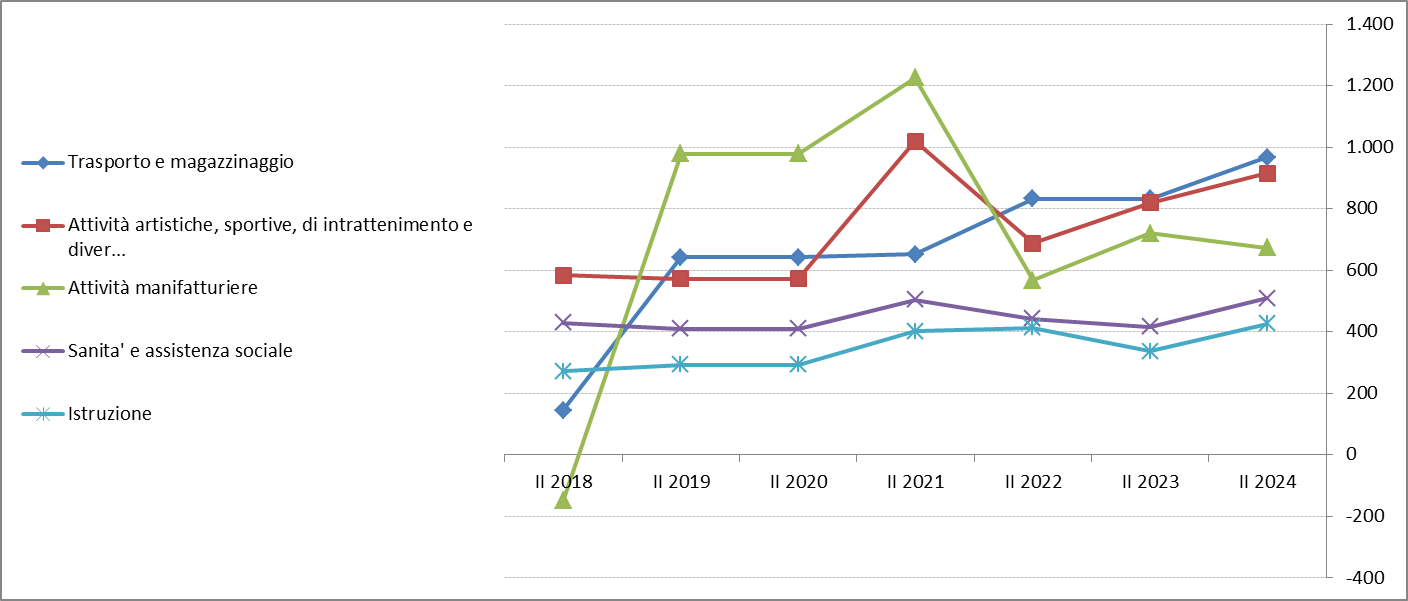 Trasporto e magazzinaggio
Attività artistiche, sportive, di intrattenimento e
diver...
Attività manifatturiere
Sanita' e assistenza sociale
Istruzione
1.400
1.200
1.000
800
600
400
200
0
-200
-400
II 2018
II 2019
II 2020
II 2021
II 2022
II 2023
II 2024